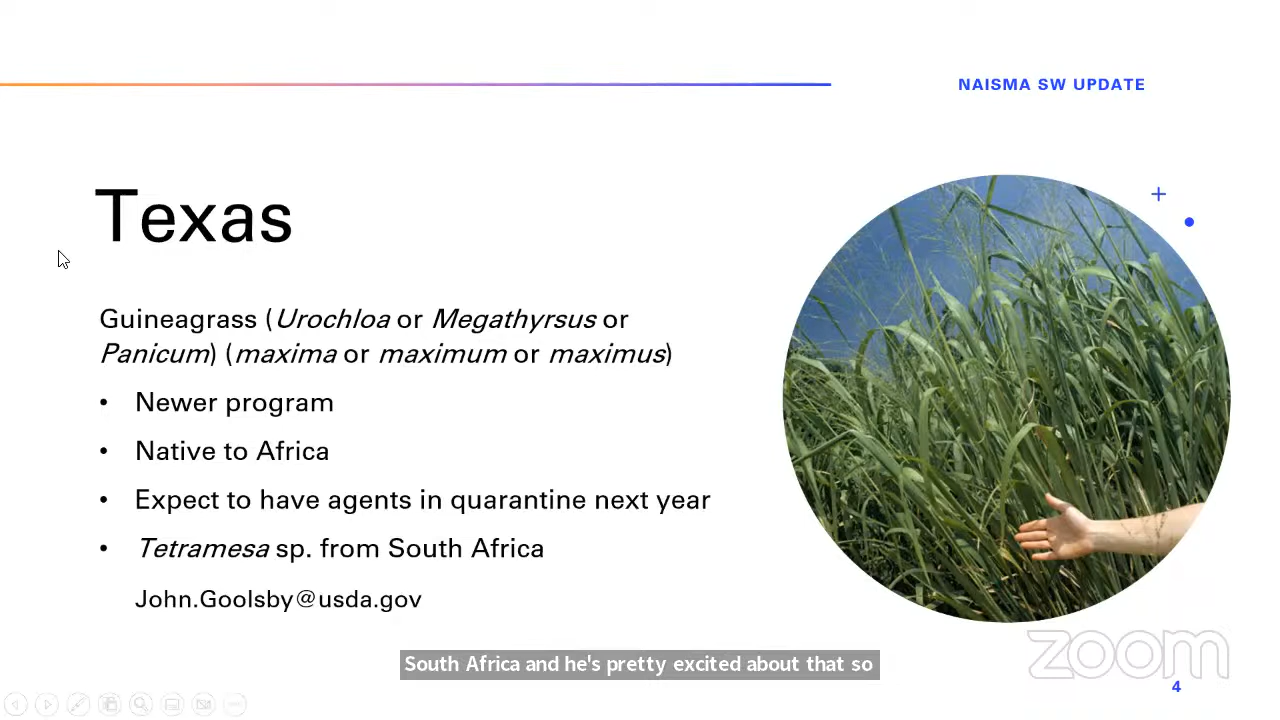 NAISMA SW UPDATE
Texas
Guineagrass (Urochloa or Megathyrsus or
Panicum) (maxima or maximum or maximus)
• Newer program
• Native to Africa
• Expect to have agents in quarantine next year
• Tetramesa sp. from South Africa
John.Goolsby@usda.gov
South Africa and he's pretty excited about that so
zoom
4